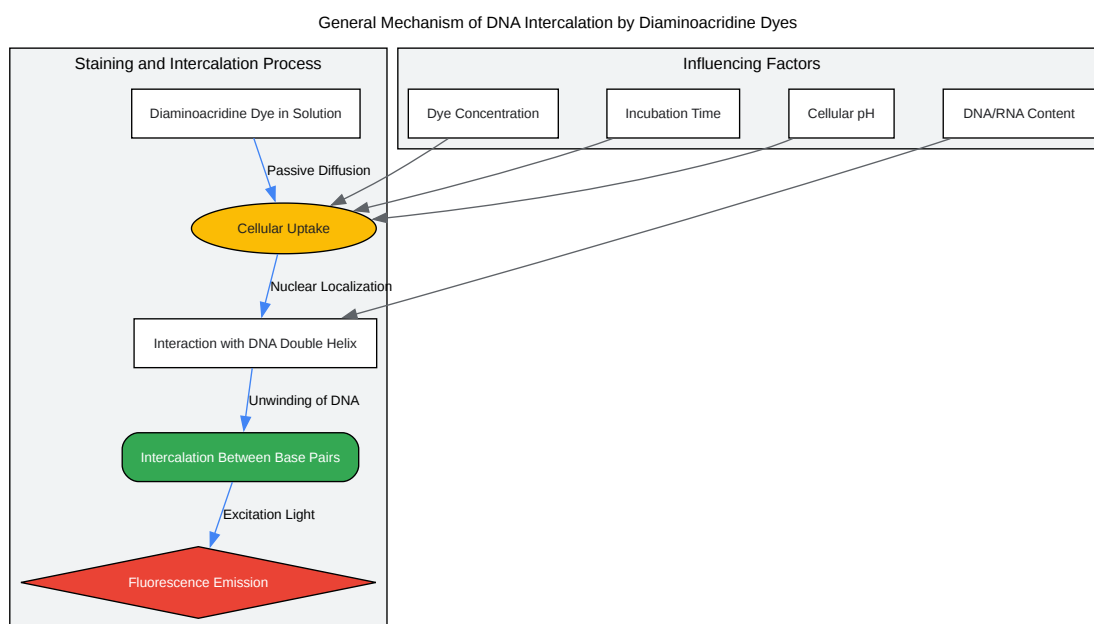 General Mechanism of DNA Intercalation by Diaminoacridine Dyes
Staining and Intercalation Process
Influencing Factors
Diaminoacridine Dye in Solution
Dye Concentration
Incubation Time
Cellular pH
DNA/RNA Content
Passive Diffusion
Cellular Uptake
Nuclear Localization
Interaction with DNA Double Helix
Unwinding of DNA
Intercalation Between Base Pairs
Excitation Light
Fluorescence Emission